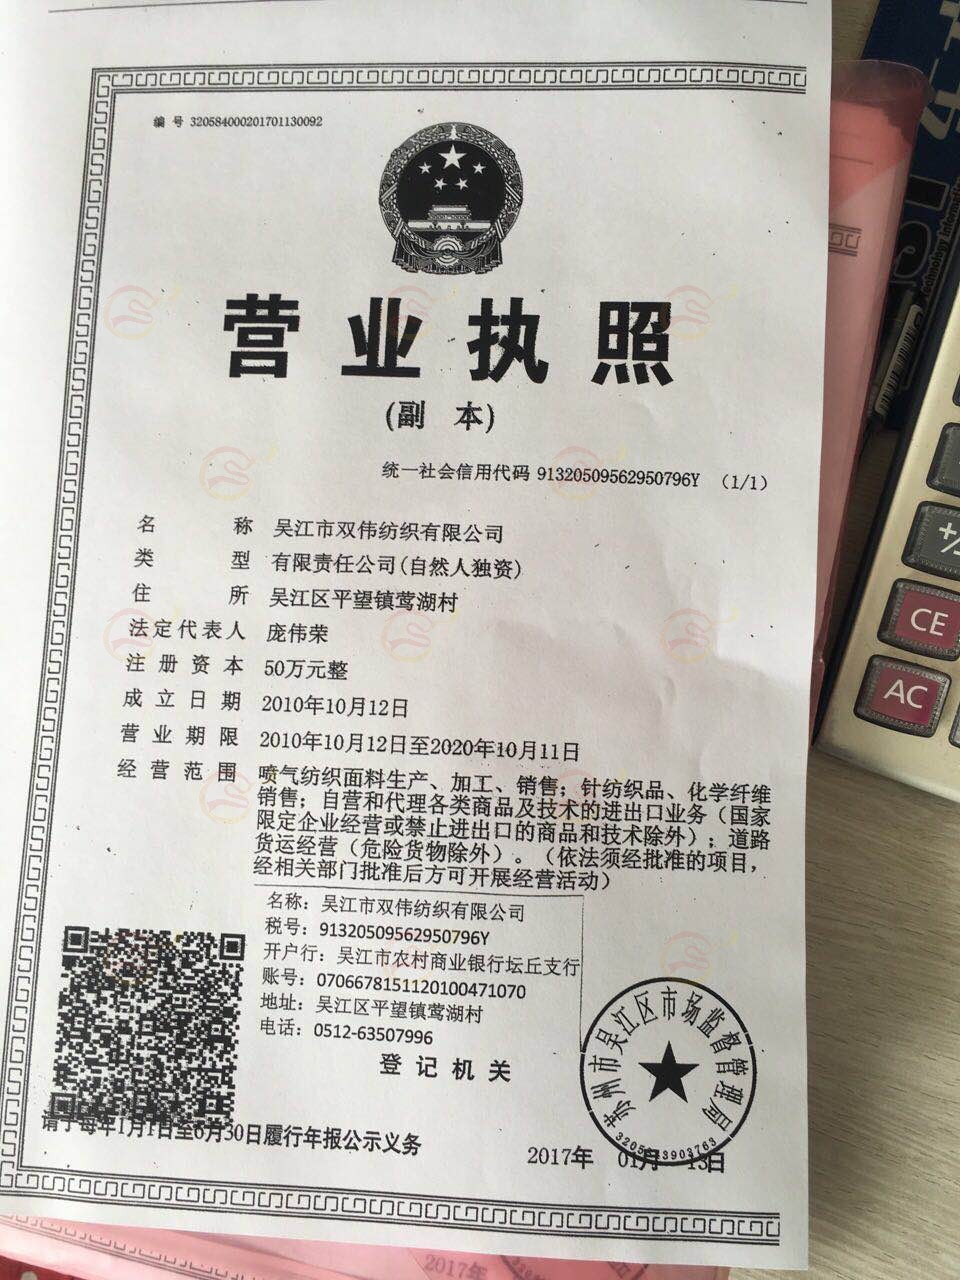 编 号 320584000201701130092
营业执照
(副 本)
统一社会信用代码 91320509562950796Y (1/1)
名 称 吴江市双伟纺织有限公司
类 型 有限责任公司(自然人独资)
住 所 吴江区平望镇莺湖村
法定代表人 庞伟荣
注册资本 50万元整
成立日期 2010年10月12日
营业期限 2010年10月12日至2020年10月11日
经营范围 喷气纺织面料生产、加工、销售；针纺织品、化学纤维
销售；自营和代理各类商品及技术的进出口业务（国家
限定企业经营或禁止进出口的商品和技术除外）；道路
货运经营（危险货物除外）。（依法须经批准的项目，
经相关部门批准后方可开展经营活动）
名称：吴江市双伟纺织有限公司
税号：91320509562950796Y
开户行：吴江市农村商业银行坛丘支行
账号：0706678151120100471070
地址：吴江区平望镇莺湖村
电话：0512-63507996
登记机关
苏州市吴江区市场监督管理局
请于每年1月1日至6月30日履行年报公示义务
2017年 01月 13日
CE
AC
2017年